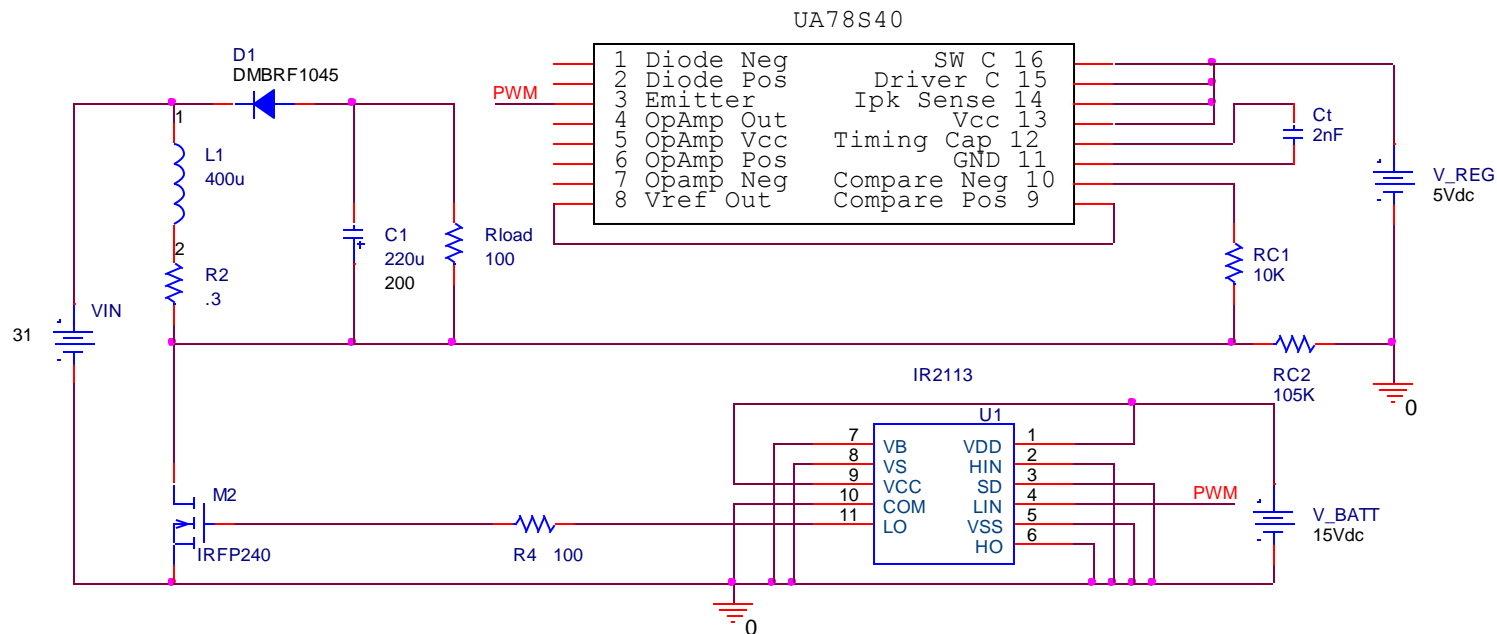 UA78S40
1 Diode Neg SW C 16
2 Diode Pos Driver C 15
3 Emitter Ipk Sense 14
4 OpAmp Out Vcc 13
5 OpAmp Vcc Timing Cap 12
6 OpAmp Pos GND 11
7 Opamp Neg Compare Neg 10
8 Vref Out Compare Pos 9
PWM
D1
DMBRF1045
1
L1
400u
2
R2
.3
C1
220u
200
Rload
100
VIN
31
Ct
2nF
V_REG
5Vdc
RC1
10K
RC2
105K
0
IR2113
U1
7 VB VDD 1
8 VS HIN 2
9 VCC SD 3
10 COM LIN 4
11 LO VSS 5
HO 6
PWM
V_BATT
15Vdc
M2
IRFP240
R4 100
0